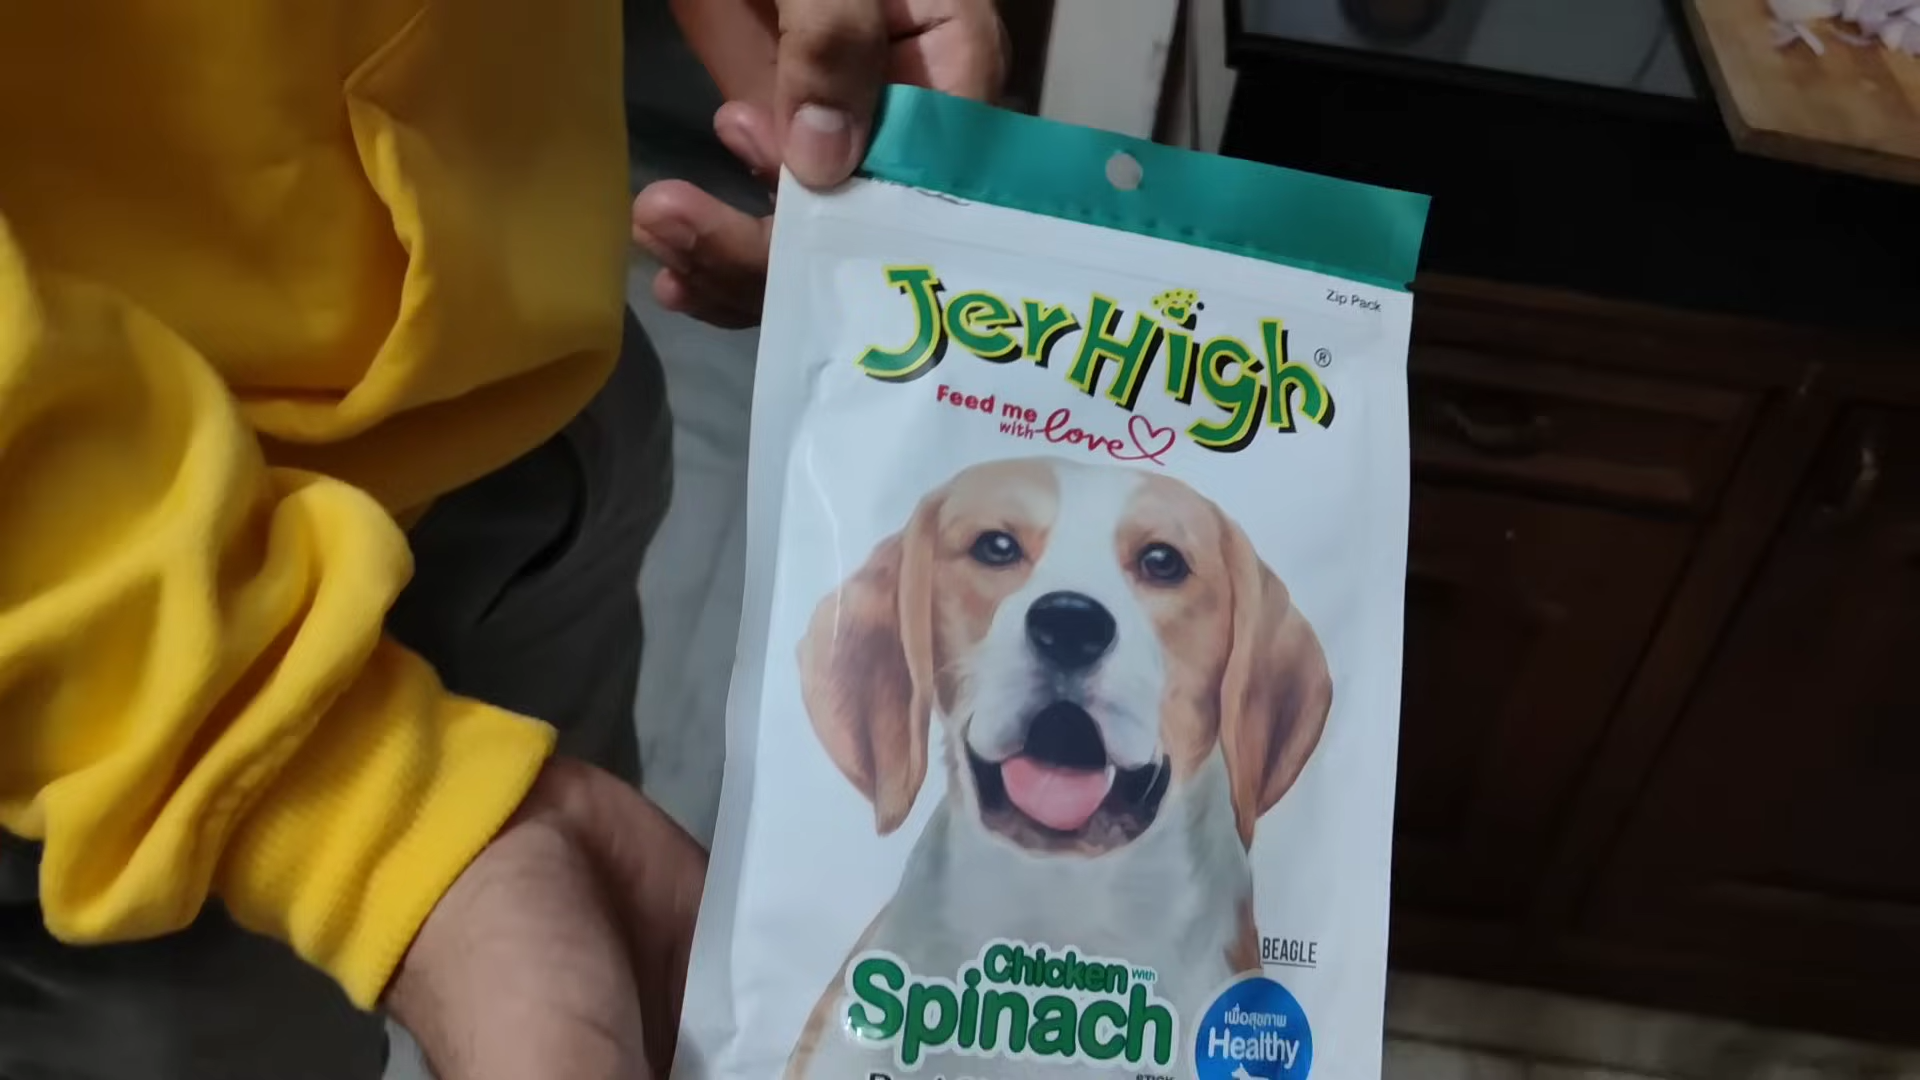 Zip Pack
JerHigh®
Feed me
with love
BEAGLE
Chicken With
Spinach
เพื่อสุขภาพ
Healthy
STICK